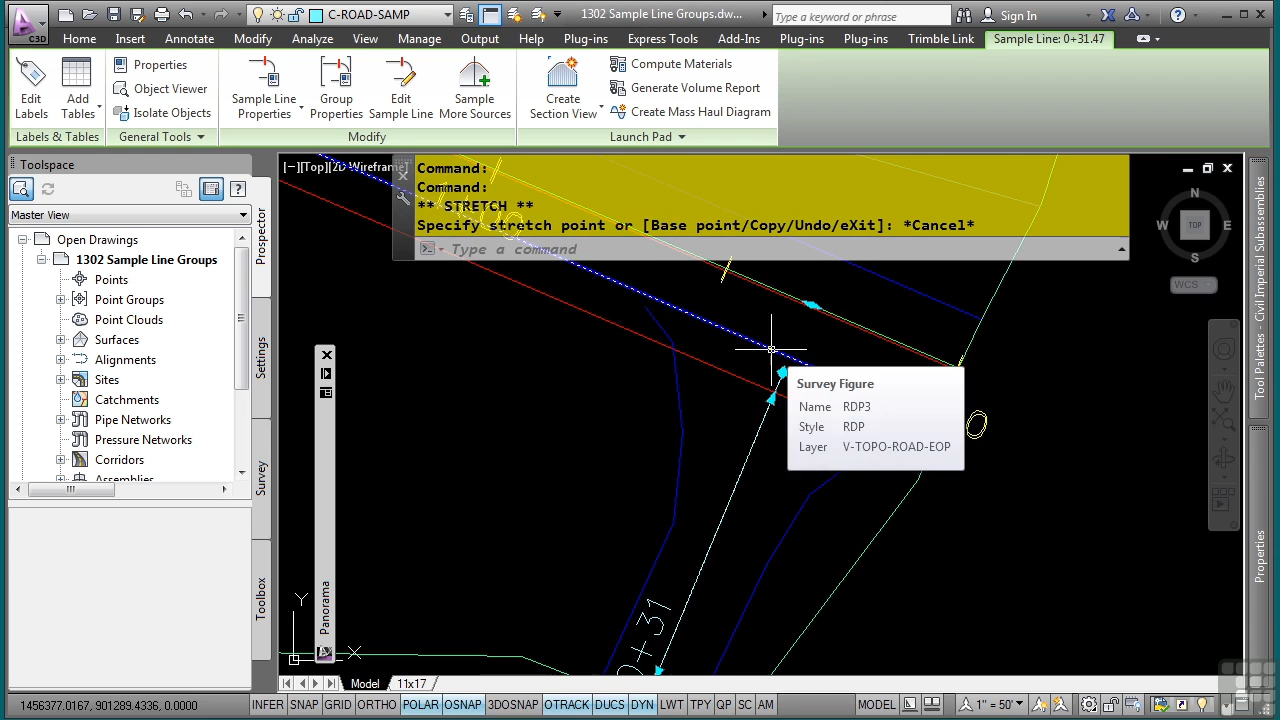 C-ROAD-SAMP
1302 Sample Line Groups.dw...
Type a keyword or phrase
Sign In
C3D
Home Insert Annotate Modify Analyze View Manage Output Help Plug-ins Express Tools Add-Ins Plug-ins Plug-ins Trimble Link Sample Line: 0+31.47
Edit Labels
Add Tables
Properties
Object Viewer
Isolate Objects
Sample Line Properties
Group Properties
Edit Sample Line
Sample More Sources
Create Section View
Compute Materials
Generate Volume Report
Create Mass Haul Diagram
Labels & Tables General Tools Modify Launch Pad
Toolspace
Master View
Open Drawings
1302 Sample Line Groups
Points
Point Groups
Point Clouds
Surfaces
Alignments
Sites
Catchments
Pipe Networks
Pressure Networks
Corridors
Assemblies
Prospector
Settings
Survey
Toolbox
Panorama
[−][Top][2D Wireframe]
Command:
Command:
** STRETCH **
Specify stretch point or [Base point/Copy/Undo/eXit]: *Cancel*
Type a command
N
W TOP E
S
WCS
Survey Figure
Name RDP3
Style RDP
Layer V-TOPO-ROAD-EOP
0
0+31
Y
X
Tool Palettes - Civil Imperial Subassemblies
Properties
Model 11x17
1456377.0167, 901289.4336, 0.0000
INFER SNAP GRID ORTHO POLAR OSNAP 3DOSNAP OTRACK DUCS DYN LWT TPY QP SC AM
MODEL
1" = 50'